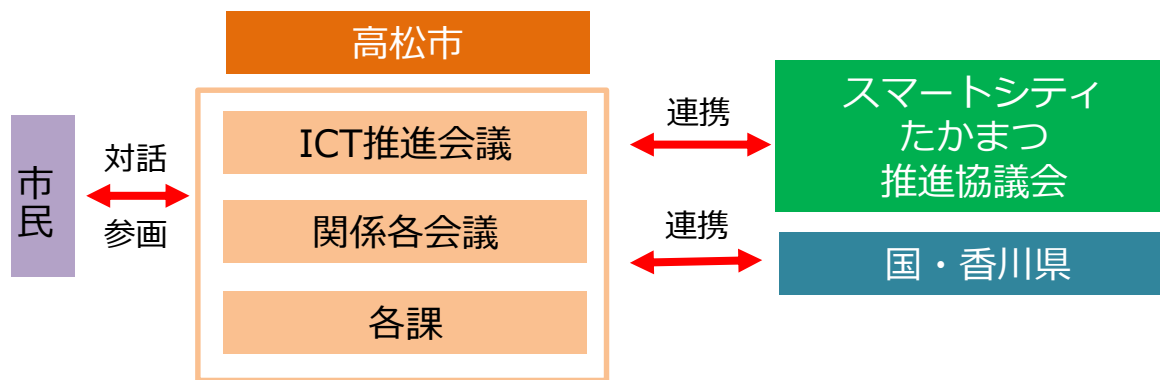 高松市
市民
対話
参画
ICT推進会議
関係各会議
各課
連携
連携
スマートシティ
たかまつ
推進協議会
国・香川県